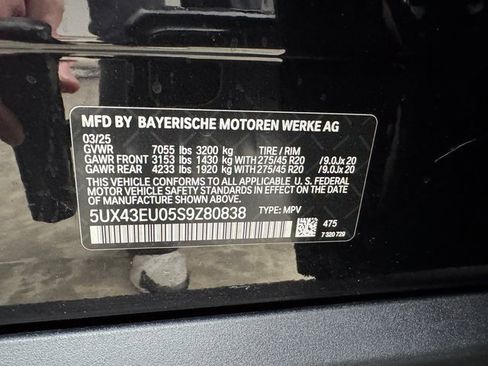 MFD BY BAYERISCHE MOTOREN WERKE AG
03/25
GVWR 7055 lbs 3200 kg TIRE / RIM
GAWR FRONT 3153 lbs 1430 kg WITH 275/45 R20 /9.0Jx 20
GAWR REAR 4233 lbs 1920 kg WITH 275/45 R20 /9.0Jx 20
THIS VEHICLE CONFORMS TO ALL APPLICABLE U. S. FEDERAL
MOTOR VEHICLE SAFETY STANDARDS IN EFFECT ON THE DATE
OF MANUFACTURE SHOWN ABOVE.
5UX43EU05S9Z80838 TYPE: MPV
475
7 320 729